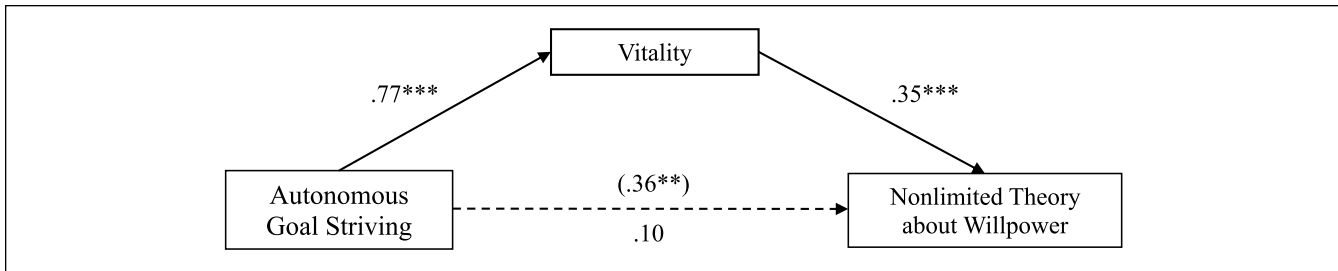 Vitality
.77***
.35***
Autonomous
Goal Striving
(.36**)
.10
Nonlimited Theory
about Willpower